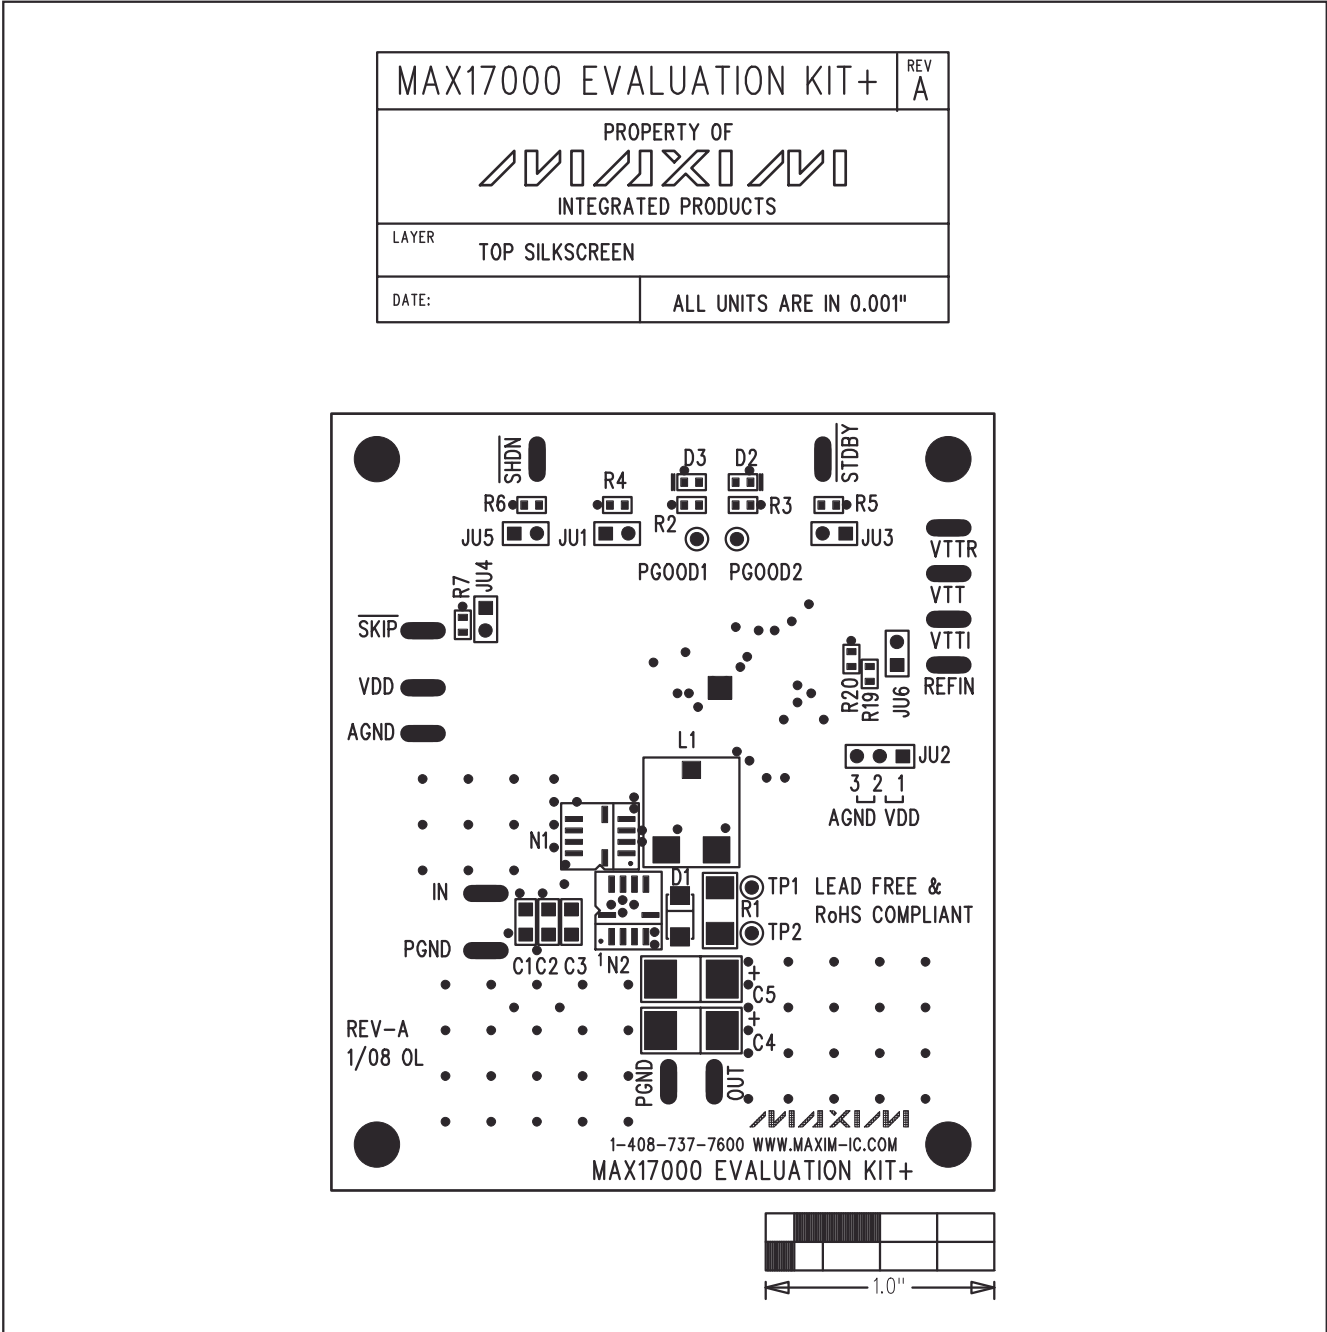 MAX17000 EVALUATION KIT+
REV
A
PROPERTY OF
MAXIM
INTEGRATED PRODUCTS
LAYER
TOP SILKSCREEN
DATE:
ALL UNITS ARE IN 0.001"
SHDN
STDBY
D3
D2
R6
R4
R2
R3
R5
JU5
JU1
JU3
PGOOD1
PGOOD2
VTTR
VTT
VTTI
REFIN
R7
JU4
SKIP
VDD
AGND
R20
R19
JU6
L1
JU2
3 2 1
AGND VDD
N1
D1
IN
TP1
R1
TP2
LEAD FREE &
RoHS COMPLIANT
PGND
C1
C2
C3
1
N2
+
C5
+
C4
REV-A
1/08 OL
PGND
OUT
MAXIM
1-408-737-7600 WWW.MAXIM-IC.COM
MAX17000 EVALUATION KIT+
1.0"